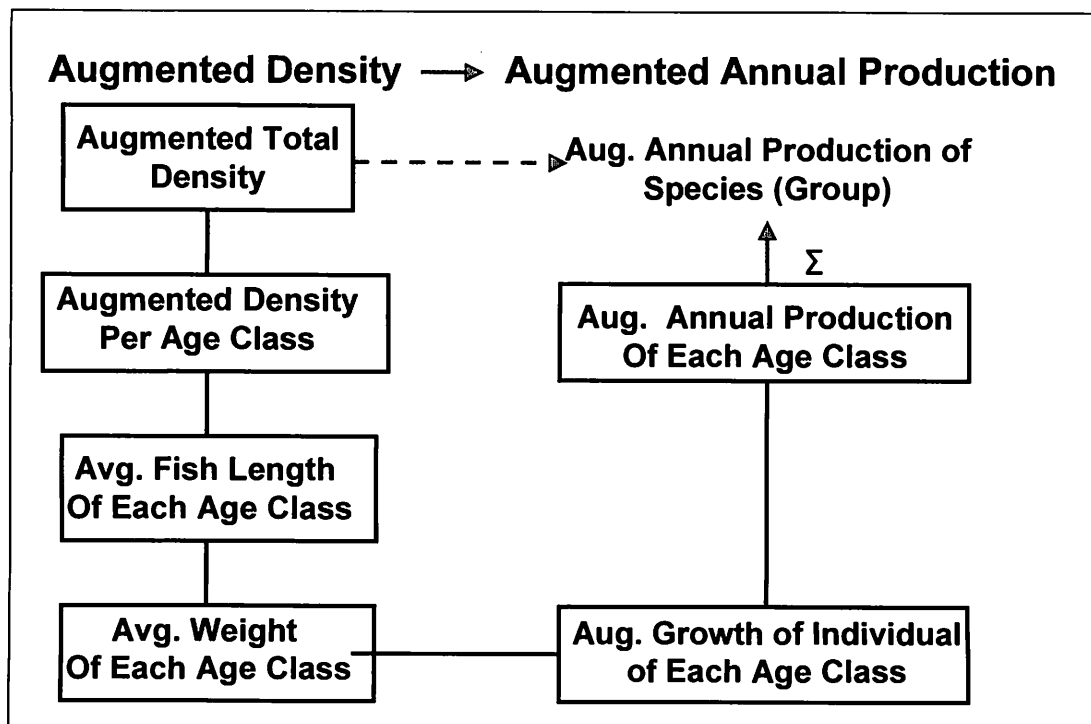 Augmented Density → Augmented Annual Production
Augmented Total
Density
Aug. Annual Production of
Species (Group)
Σ
Augmented Density
Per Age Class
Aug. Annual Production
Of Each Age Class
Avg. Fish Length
Of Each Age Class
Avg. Weight
Of Each Age Class
Aug. Growth of Individual
of Each Age Class